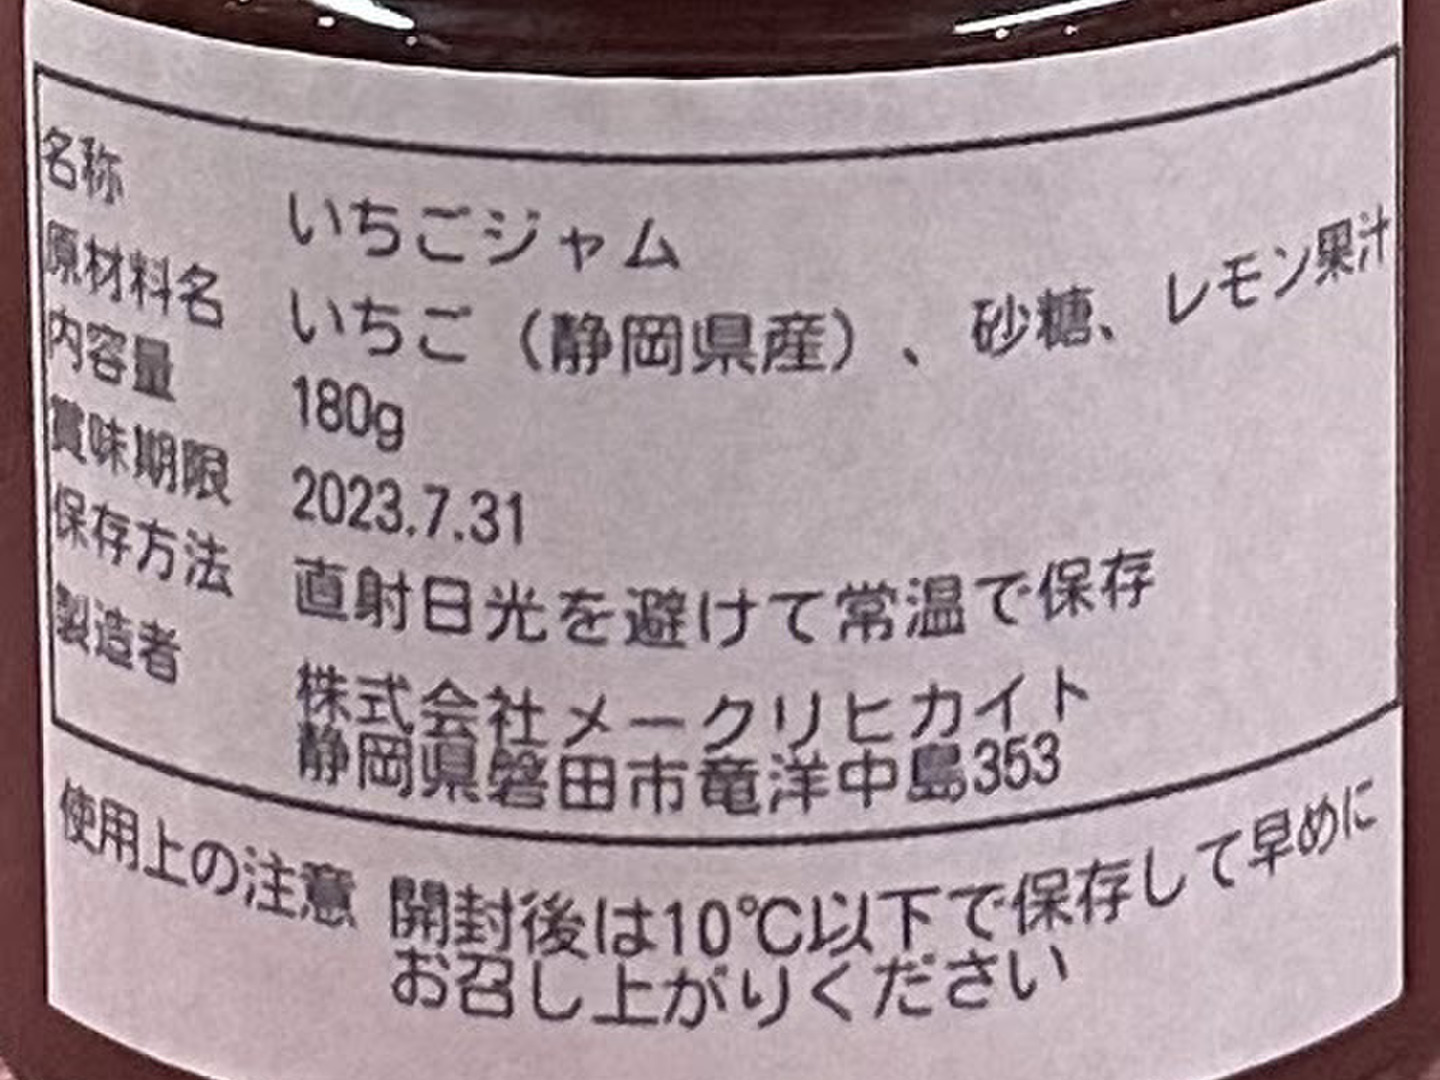 名称 いちごジャム
原材料名 いちご（静岡県産）、砂糖、レモン果汁
内容量 180g
賞味期限 2023.7.31
保存方法 直射日光を避けて常温で保存
製造者 株式会社メークリヒカイト
静岡県磐田市竜洋中島353
使用上の注意 開封後は10℃以下で保存して早めに
お召し上がりください